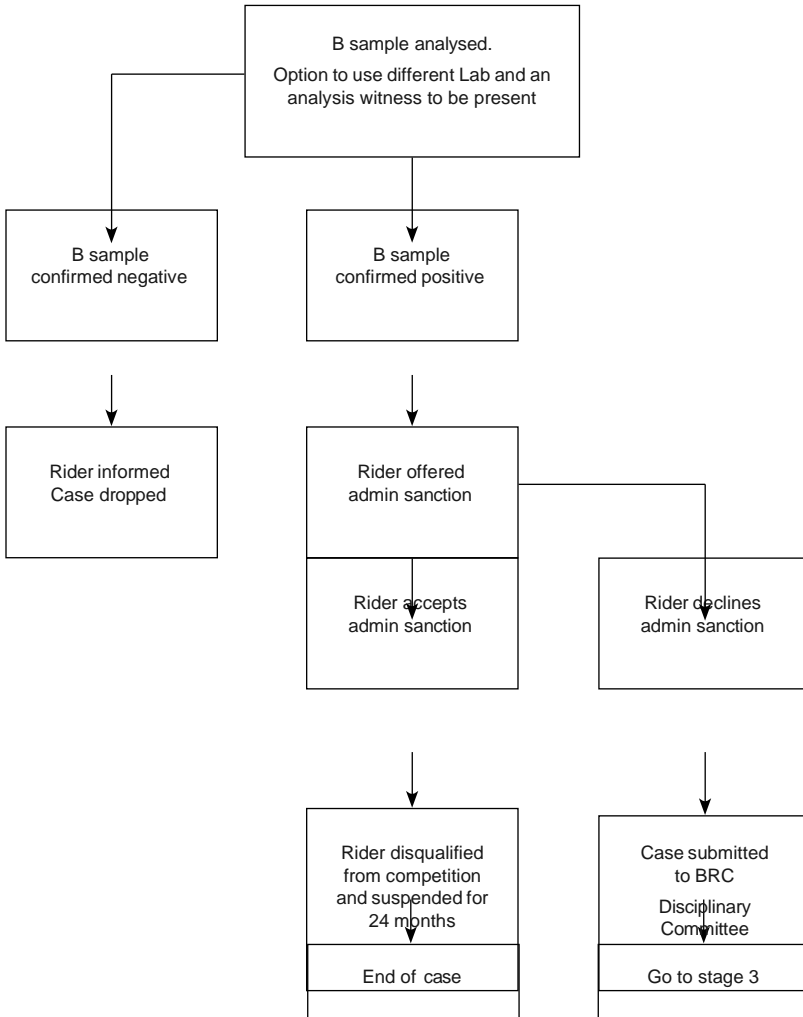 B sample analysed.
Option to use different Lab and an
analysis witness to be present
B sample
confirmed negative
B sample
confirmed positive
Rider informed
Case dropped
Rider offered
admin sanction
Rider accepts
admin sanction
Rider declines
admin sanction
Rider disqualified
from competition
and suspended for
24 months
Case submitted
to BRC
Disciplinary
Committee
End of case
Go to stage 3